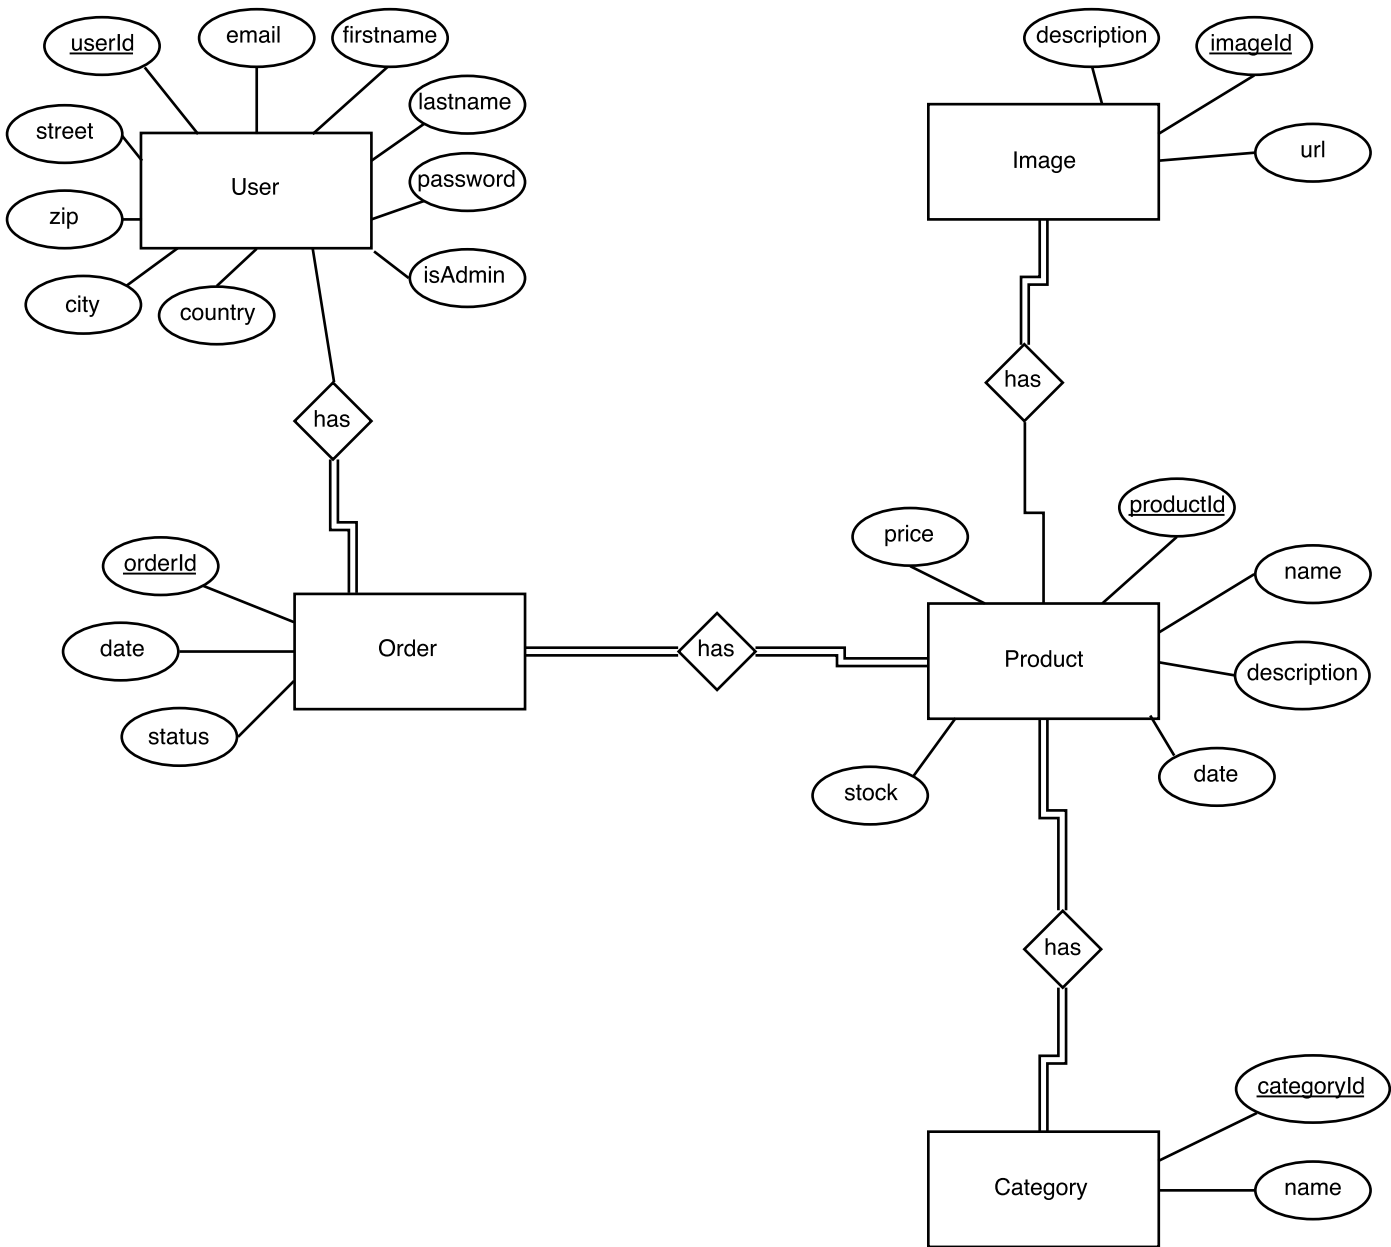 userId
email
firstname
description
imageId
lastname
street
url
Image
password
User
zip
isAdmin
city
country
has
has
productId
price
orderId
name
date
Order
has
Product
description
status
date
stock
has
categoryId
Category
name